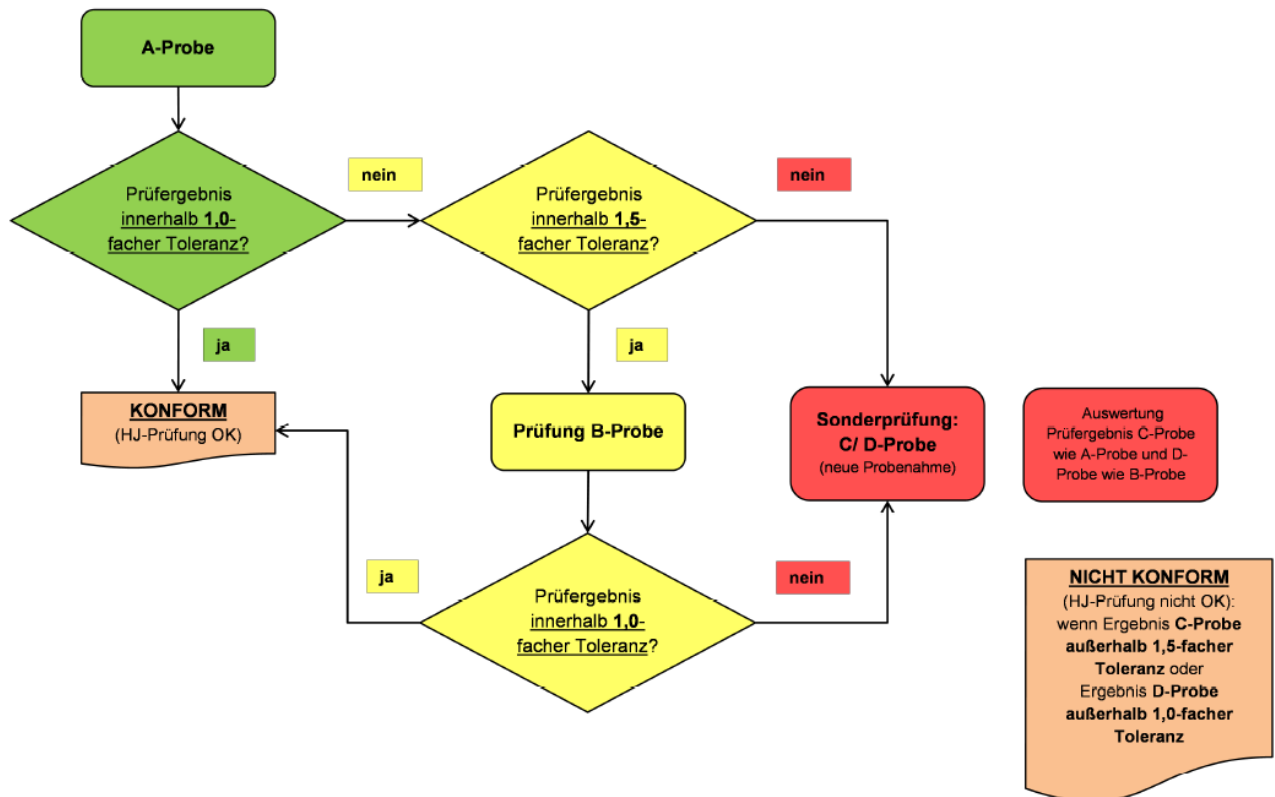 A-Probe
Prüfergebnis
innerhalb 1,0-
facher Toleranz?
nein
Prüfergebnis
innerhalb 1,5-
facher Toleranz?
nein
ja
ja
KONFORM
(HJ-Prüfung OK)
Prüfung B-Probe
Sonderprüfung:
C/ D-Probe
(neue Probenahme)
Auswertung
Prüfergebnis C-Probe
wie A-Probe und D-
Probe wie B-Probe
ja
Prüfergebnis
innerhalb 1,0-
facher Toleranz?
nein
NICHT KONFORM
(HJ-Prüfung nicht OK):
wenn Ergebnis C-Probe
außerhalb 1,5-facher
Toleranz oder
Ergebnis D-Probe
außerhalb 1,0-facher
Toleranz